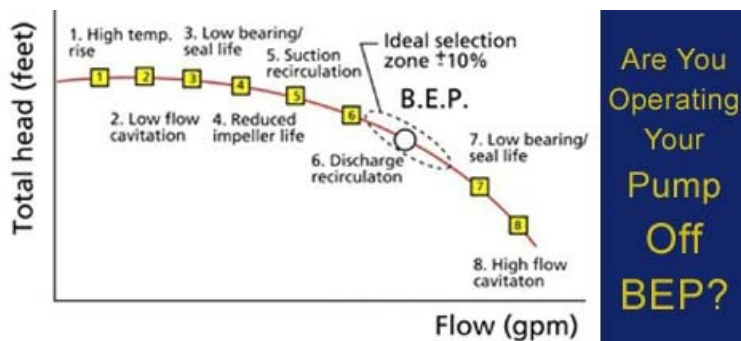 1. High temp.
rise
3. Low bearing/
seal life
5. Suction
recirculation
Ideal selection
zone ±10%
B.E.P.
1
2
3
4
5
6
7
8
2. Low flow
cavitation
4. Reduced
impeller life
6. Discharge
recirculaton
7. Low bearing/
seal life
8. High flow
cavitaton
Total head (feet)
Flow (gpm)
Are You
Operating
Your
Pump
Off
BEP?